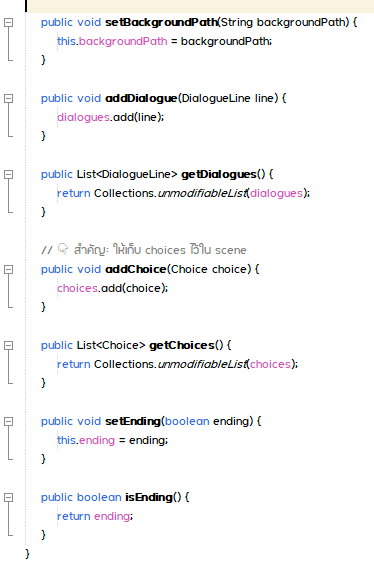 public void setBackgroundPath(String backgroundPath) {
this.backgroundPath = backgroundPath;
}
public void addDialogue(DialogueLine line) {
dialogues.add(line);
}
public List<DialogueLine> getDialogues() {
return Collections.unmodifiableList(dialogues);
}
// 👇 สำคัญ: ให้เก็บ choices ไว้ใน scene
public void addChoice(Choice choice) {
choices.add(choice);
}
public List<Choice> getChoices() {
return Collections.unmodifiableList(choices);
}
public void setEnding(boolean ending) {
this.ending = ending;
}
public boolean isEnding() {
return ending;
}
}